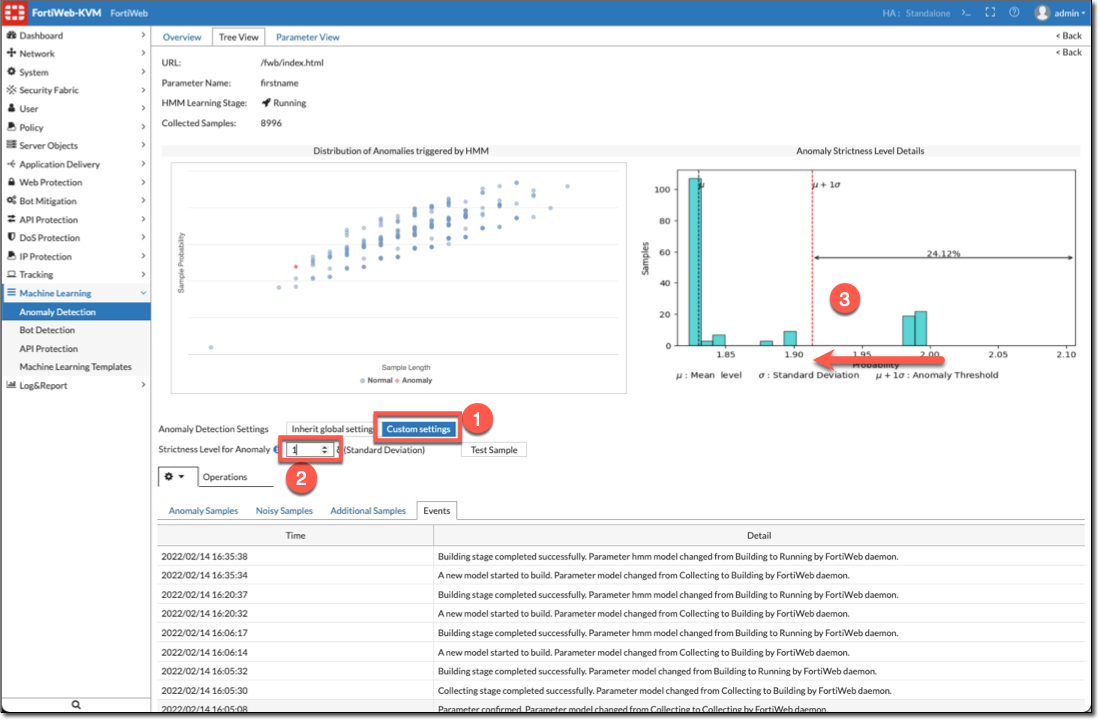 FortiWeb-KVM FortiWeb
HA: Standalone >_ admin
Dashboard
Network
System
Security Fabric
User
Policy
Server Objects
Application Delivery
Web Protection
Bot Mitigation
API Protection
DoS Protection
IP Protection
Tracking
Machine Learning
Anomaly Detection
Bot Detection
API Protection
Machine Learning Templates
Log&Report
Overview Tree View Parameter View
< Back
< Back
URL: /fwb/index.html
Parameter Name: firstname
HMM Learning Stage: Running
Collected Samples: 8996
Distribution of Anomalies triggered by HMM
Sample Probability
Sample Length
Normal Anomaly
Anomaly Strictness Level Details
μ μ + 1σ
100
80
60
40
20
0
Samples
24.12%
3
1.85 1.90 1.95 2.00 2.05 2.10
Probability
μ : Mean level σ : Standard Deviation μ + 1σ : Anomaly Threshold
Anomaly Detection Settings Inherit global setting Custom settings 1
Strictness Level for Anomaly 1 (Standard Deviation) Test Sample
2
Operations
Anomaly Samples Noisy Samples Additional Samples Events
Time Detail
2022/02/14 16:35:38 Building stage completed successfully. Parameter hmm model changed from Building to Running by FortiWeb daemon.
2022/02/14 16:35:34 A new model started to build. Parameter model changed from Collecting to Building by FortiWeb daemon.
2022/02/14 16:20:37 Building stage completed successfully. Parameter hmm model changed from Building to Running by FortiWeb daemon.
2022/02/14 16:20:32 A new model started to build. Parameter model changed from Collecting to Building by FortiWeb daemon.
2022/02/14 16:06:17 Building stage completed successfully. Parameter hmm model changed from Building to Running by FortiWeb daemon.
2022/02/14 16:06:14 A new model started to build. Parameter model changed from Collecting to Building by FortiWeb daemon.
2022/02/14 16:05:32 Building stage completed successfully. Parameter model changed from Building to Running by FortiWeb daemon.
2022/02/14 16:05:30 Collecting stage completed successfully. Parameter model changed from Collecting to Building by FortiWeb daemon.
2022/02/14 16:05:08 Parameter confirmed. Parameter model changed from Collecting to Collecting by FortiWeb daemon.